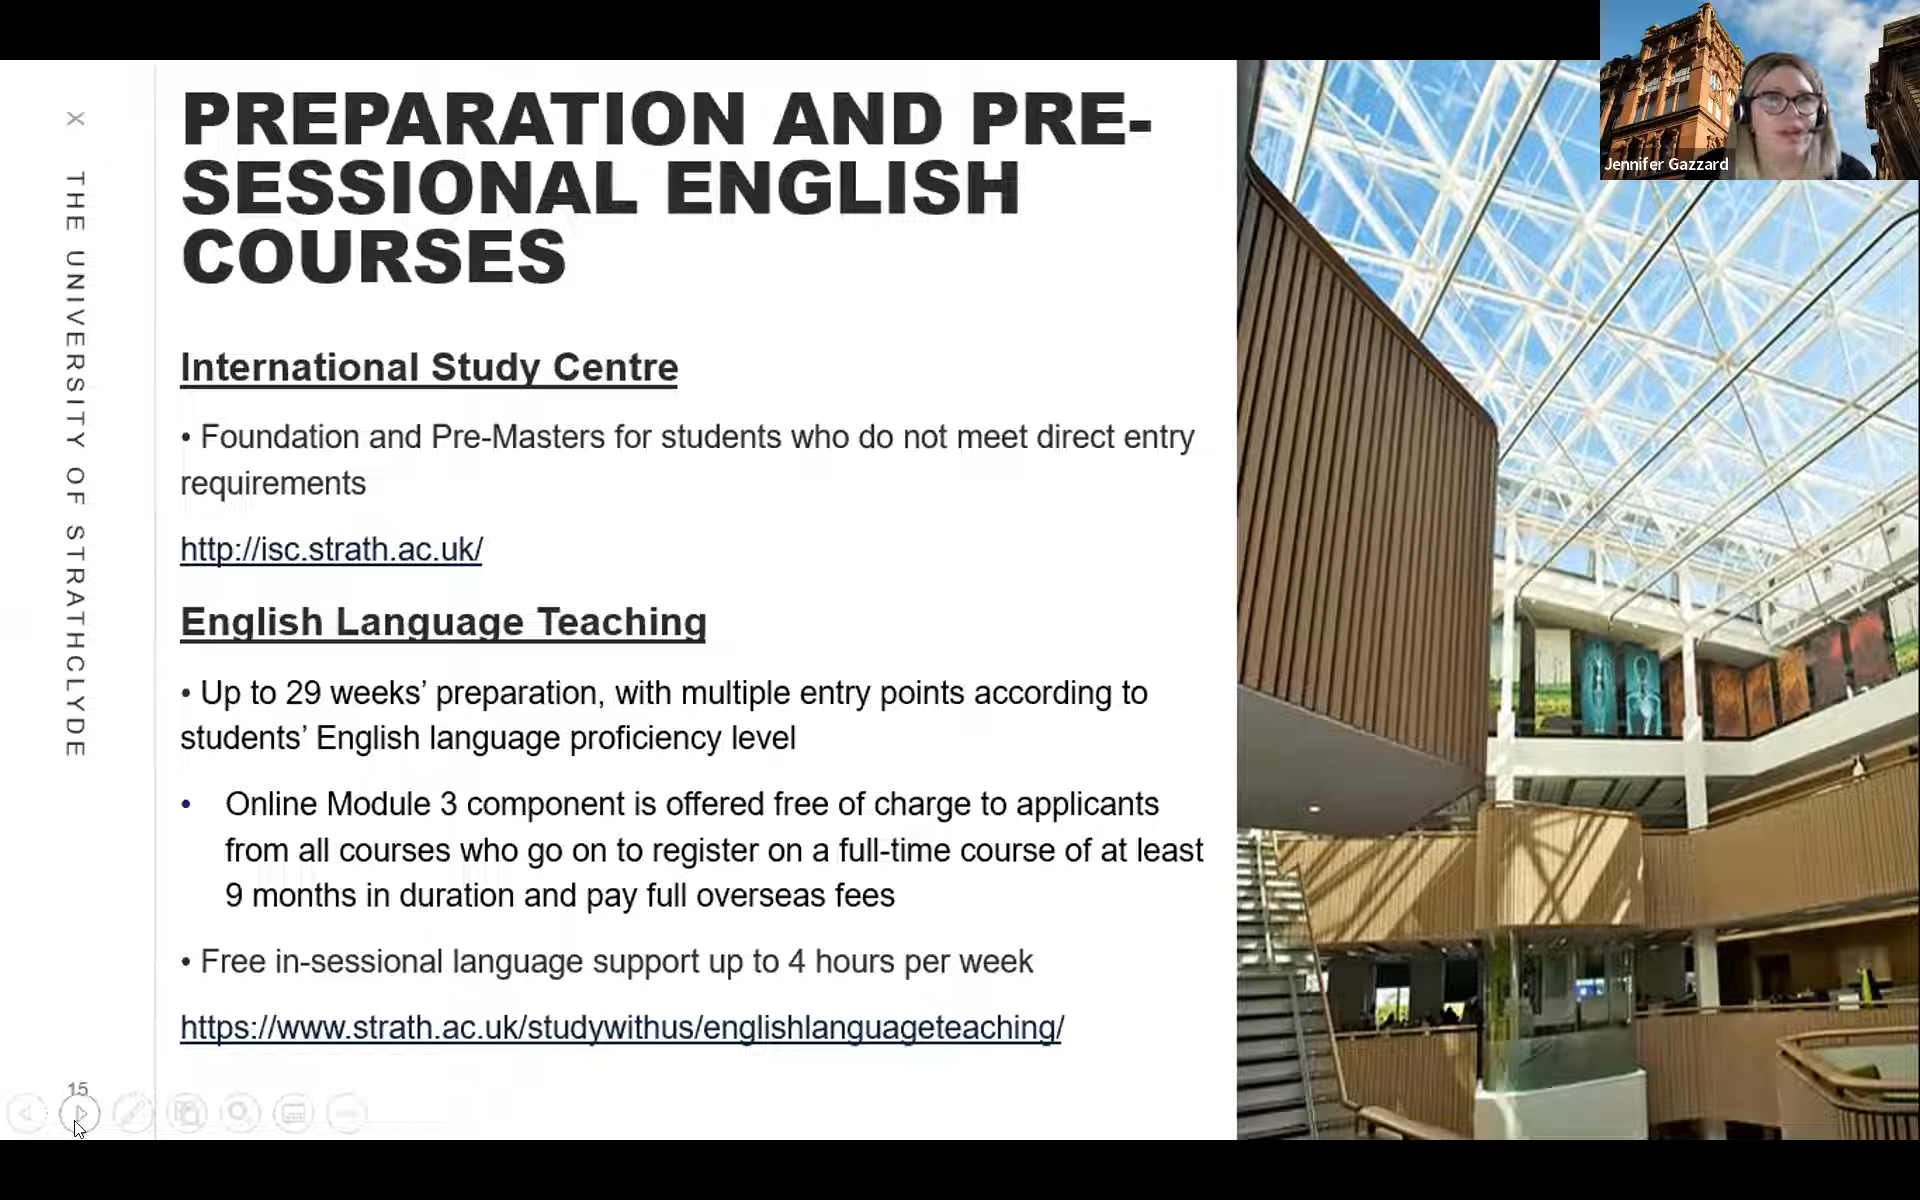 Jennifer Gazzard
X THE UNIVERSITY OF STRATHCLYDE
PREPARATION AND PRE-
SESSIONAL ENGLISH
COURSES
International Study Centre
• Foundation and Pre-Masters for students who do not meet direct entry
requirements
http://isc.strath.ac.uk/
English Language Teaching
• Up to 29 weeks’ preparation, with multiple entry points according to
students’ English language proficiency level
• Online Module 3 component is offered free of charge to applicants
from all courses who go on to register on a full-time course of at least
9 months in duration and pay full overseas fees
• Free in-sessional language support up to 4 hours per week
https://www.strath.ac.uk/studywithus/englishlanguageteaching/
15